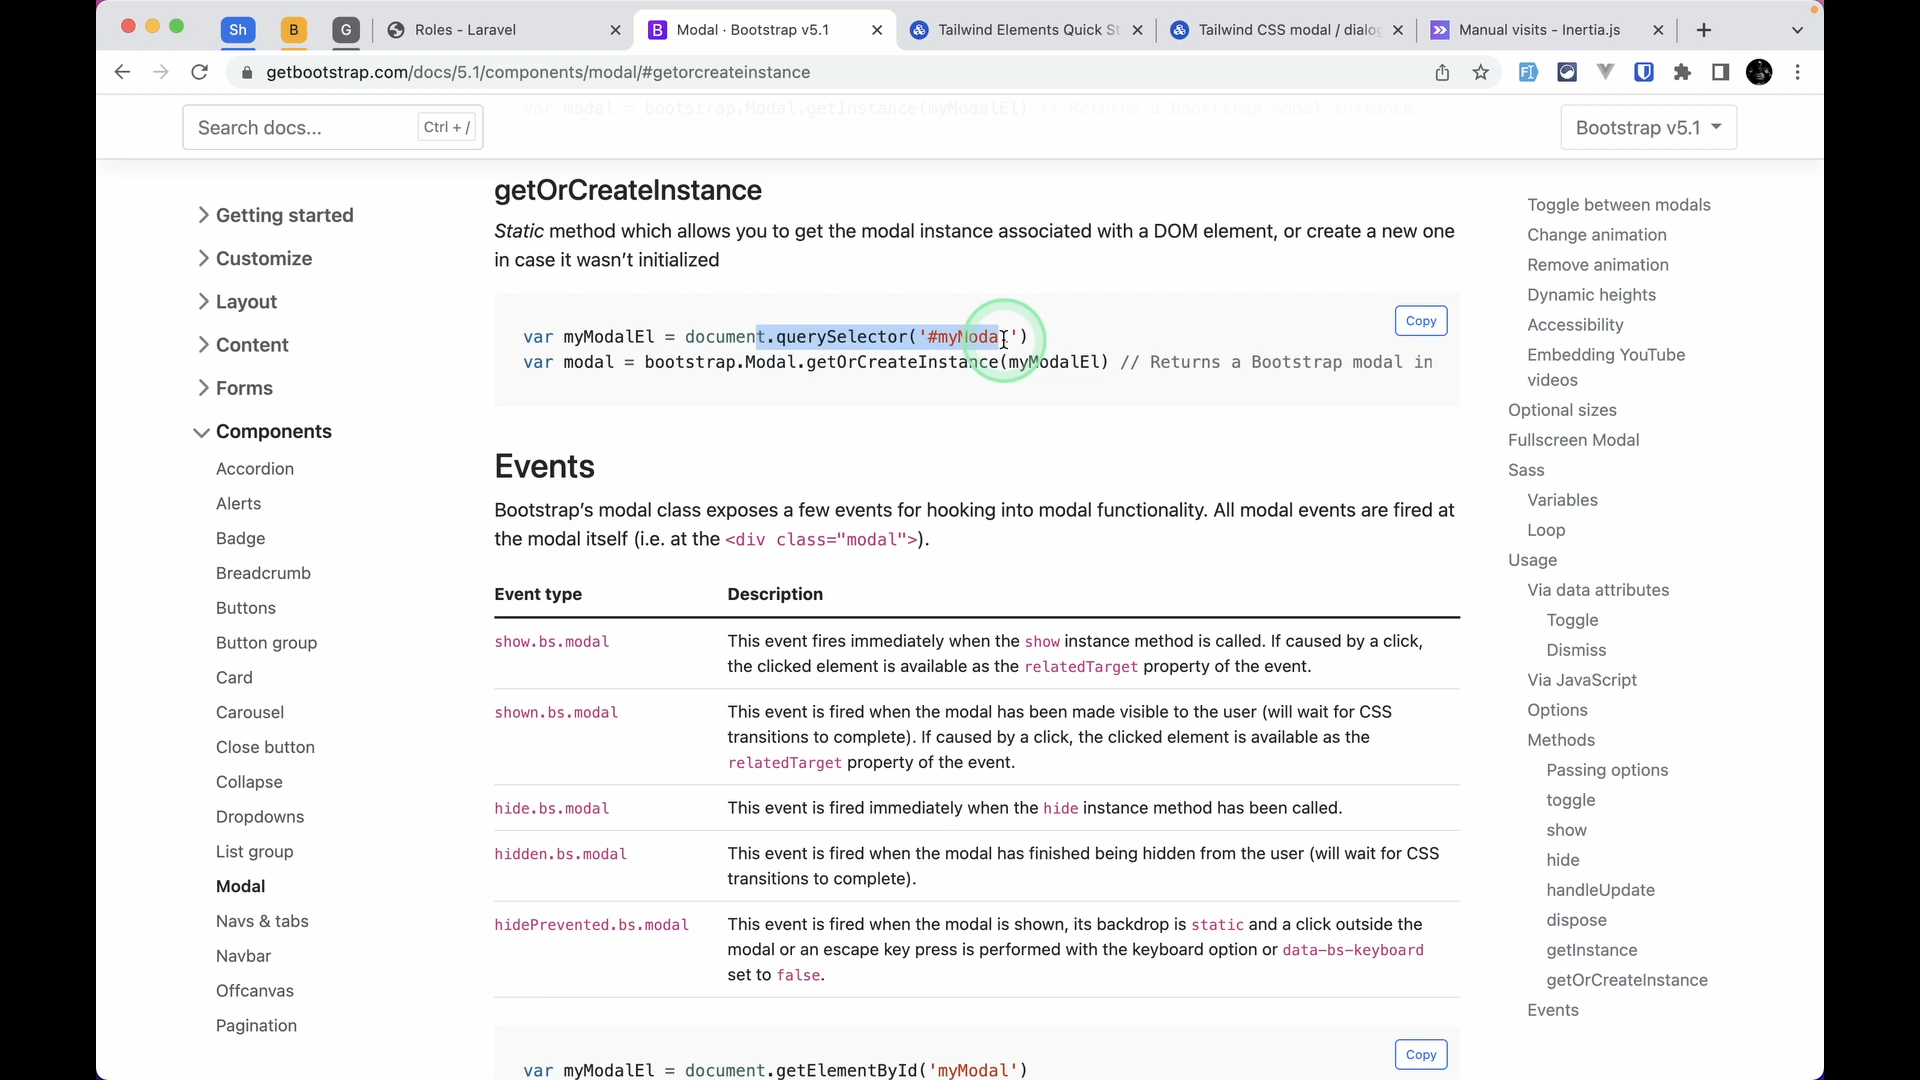 Sh
B
G
Roles - Laravel
Modal · Bootstrap v5.1
Tailwind Elements Quick St
Tailwind CSS modal / dialog
Manual visits - Inertia.js
getbootstrap.com/docs/5.1/components/modal/#getorcreateinstance
var modal = bootstrap.Modal.getInstance(myModalEl) // Returns a Bootstrap modal instance
Search docs...
Ctrl + /
Bootstrap v5.1
Getting started
Customize
Layout
Content
Forms
Components
Accordion
Alerts
Badge
Breadcrumb
Buttons
Button group
Card
Carousel
Close button
Collapse
Dropdowns
List group
Modal
Navs & tabs
Navbar
Offcanvas
Pagination
getOrCreateInstance
Static method which allows you to get the modal instance associated with a DOM element, or create a new one
in case it wasn’t initialized
Copy
var myModalEl = document.querySelector('#myModal')
var modal = bootstrap.Modal.getOrCreateInstance(myModalEl) // Returns a Bootstrap modal in
Events
Bootstrap’s modal class exposes a few events for hooking into modal functionality. All modal events are fired at
the modal itself (i.e. at the <div class="modal">).
Event type
Description
show.bs.modal
This event fires immediately when the show instance method is called. If caused by a click,
the clicked element is available as the relatedTarget property of the event.
shown.bs.modal
This event is fired when the modal has been made visible to the user (will wait for CSS
transitions to complete). If caused by a click, the clicked element is available as the
relatedTarget property of the event.
hide.bs.modal
This event is fired immediately when the hide instance method has been called.
hidden.bs.modal
This event is fired when the modal has finished being hidden from the user (will wait for CSS
transitions to complete).
hidePrevented.bs.modal
This event is fired when the modal is shown, its backdrop is static and a click outside the
modal or an escape key press is performed with the keyboard option or data-bs-keyboard
set to false.
Copy
var myModalEl = document.getElementById('myModal')
Toggle between modals
Change animation
Remove animation
Dynamic heights
Accessibility
Embedding YouTube
videos
Optional sizes
Fullscreen Modal
Sass
Variables
Loop
Usage
Via data attributes
Toggle
Dismiss
Via JavaScript
Options
Methods
Passing options
toggle
show
hide
handleUpdate
dispose
getInstance
getOrCreateInstance
Events